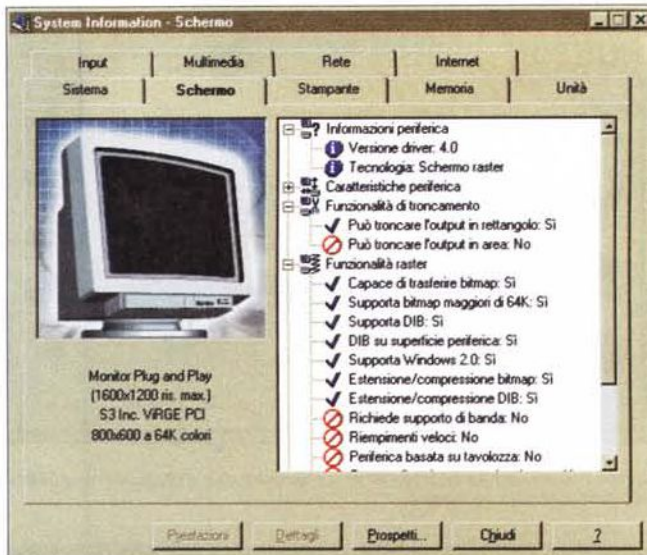 System Information - Schermo
Input Multimedia Rete Internet
Sistema Schermo Stampante Memoria Unità
Informazioni periferica
Versione driver: 4.0
Tecnologia: Schermo raster
Caratteristiche periferica
Funzionalità di troncamento
Può troncare l'output in rettangolo: Sì
Può troncare l'output in area: No
Funzionalità raster
Capace di trasferire bitmap: Sì
Supporta bitmap maggiori di 64K: Sì
Supporta DIB: Sì
DIB su superficie periferica: Sì
Supporta Windows 2.0: Sì
Estensione/compressione bitmap: Sì
Estensione/compressione DIB: Sì
Richiede supporto di banda: No
Riempimenti veloci: No
Periferica basata su tavolozza: No
Monitor Plug and Play
(1600x1200 ris. max.)
S3 Inc. ViRGE PCI
800x600 a 64K colori
Prestazioni Dettagli Prospetti... Chiudi ?